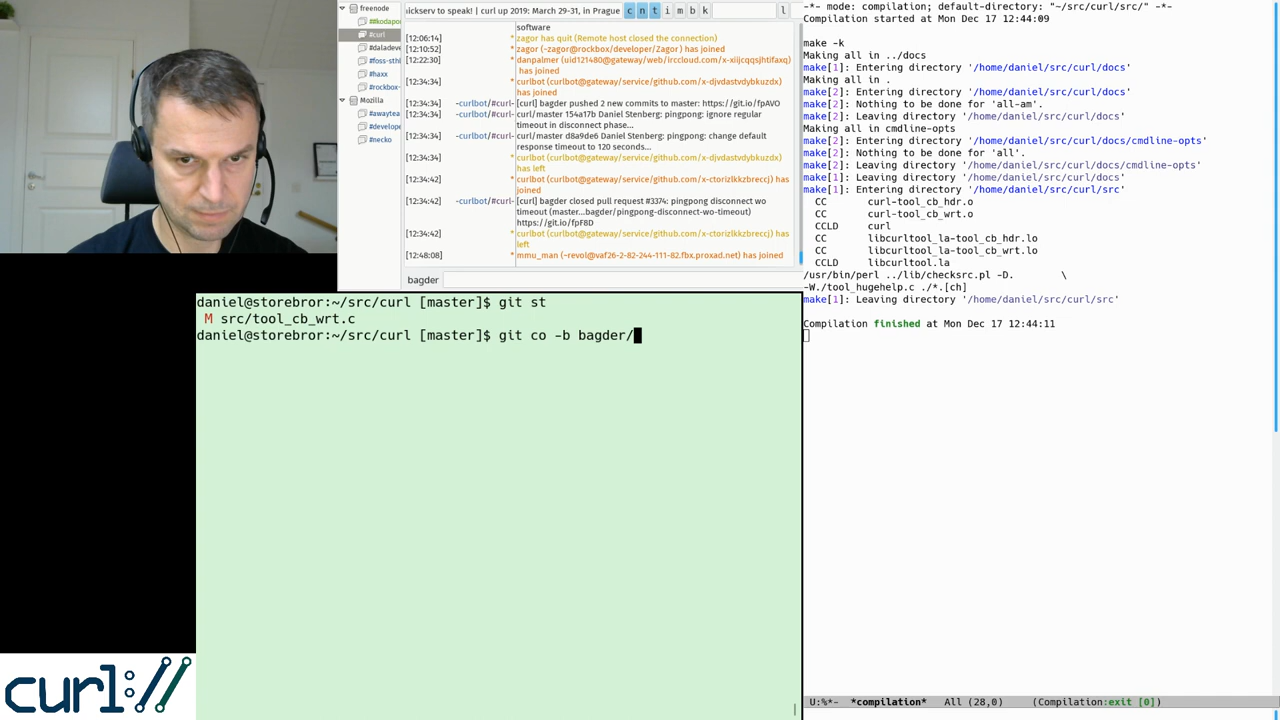 freenode
##kodapor
#curl
#daladeve
#foss-sthl
#haxx
#rockbox-
Mozilla
#awaytea
#develope
#necko
ickserv to speak! | curl up 2019: March 29-31, in Prague c n t i m b k l
software
[12:06:14] * zagor has quit (Remote host closed the connection)
[12:10:52] * zagor (~zagor@rockbox/developer/Zagor) has joined
[12:22:30] * danpalmer (uid121480@gateway/web/irccloud.com/x-xiijcqqsjhtifaxq)
has joined
[12:34:34] * curlbot (curlbot@gateway/service/github.com/x-djvdastvdybkuzdx)
has joined
[12:34:34] -curlbot/#curl- [curl] bagder pushed 2 new commits to master: https://git.io/fpAVO
[12:34:34] -curlbot/#curl- curl/master 154a17b Daniel Stenberg: pingpong: ignore regular
timeout in disconnect phase...
[12:34:34] -curlbot/#curl- curl/master d8a9de6 Daniel Stenberg: pingpong: change default
response timeout to 120 seconds...
[12:34:34] * curlbot (curlbot@gateway/service/github.com/x-djvdastvdybkuzdx)
has left
[12:34:42] * curlbot (curlbot@gateway/service/github.com/x-ctorizlkkzbreccj) has
joined
[12:34:42] -curlbot/#curl- [curl] bagder closed pull request #3374: pingpong disconnect wo
timeout (master...bagder/pingpong-disconnect-wo-timeout)
https://git.io/fpF8D
[12:34:42] * curlbot (curlbot@gateway/service/github.com/x-ctorizlkkzbreccj) has
left
[12:48:08] * mmu_man (~revol@vaf26-2-82-244-111-82.fbx.proxad.net) has joined
bagder
daniel@storebror:~/src/curl [master]$ git st
M src/tool_cb_wrt.c
daniel@storebror:~/src/curl [master]$ git co -b bagder/
-*- mode: compilation; default-directory: "~/src/curl/src/" -*-
Compilation started at Mon Dec 17 12:44:09
make -k
Making all in ../docs
make[1]: Entering directory '/home/daniel/src/curl/docs'
Making all in .
make[2]: Entering directory '/home/daniel/src/curl/docs'
make[2]: Nothing to be done for 'all-am'.
make[2]: Leaving directory '/home/daniel/src/curl/docs'
Making all in cmdline-opts
make[2]: Entering directory '/home/daniel/src/curl/docs/cmdline-opts'
make[2]: Nothing to be done for 'all'.
make[2]: Leaving directory '/home/daniel/src/curl/docs/cmdline-opts'
make[1]: Leaving directory '/home/daniel/src/curl/docs'
make[1]: Entering directory '/home/daniel/src/curl/src'
CC curl-tool_cb_hdr.o
CC curl-tool_cb_wrt.o
CCLD curl
CC libcurltool_la-tool_cb_hdr.lo
CC libcurltool_la-tool_cb_wrt.lo
CCLD libcurltool.la
/usr/bin/perl ../lib/checksrc.pl -D. \
-W./tool_hugehelp.c ./*.[ch]
make[1]: Leaving directory '/home/daniel/src/curl/src'
Compilation finished at Mon Dec 17 12:44:11
U:%*- *compilation* All (28,0) (Compilation:exit [0])
curl://